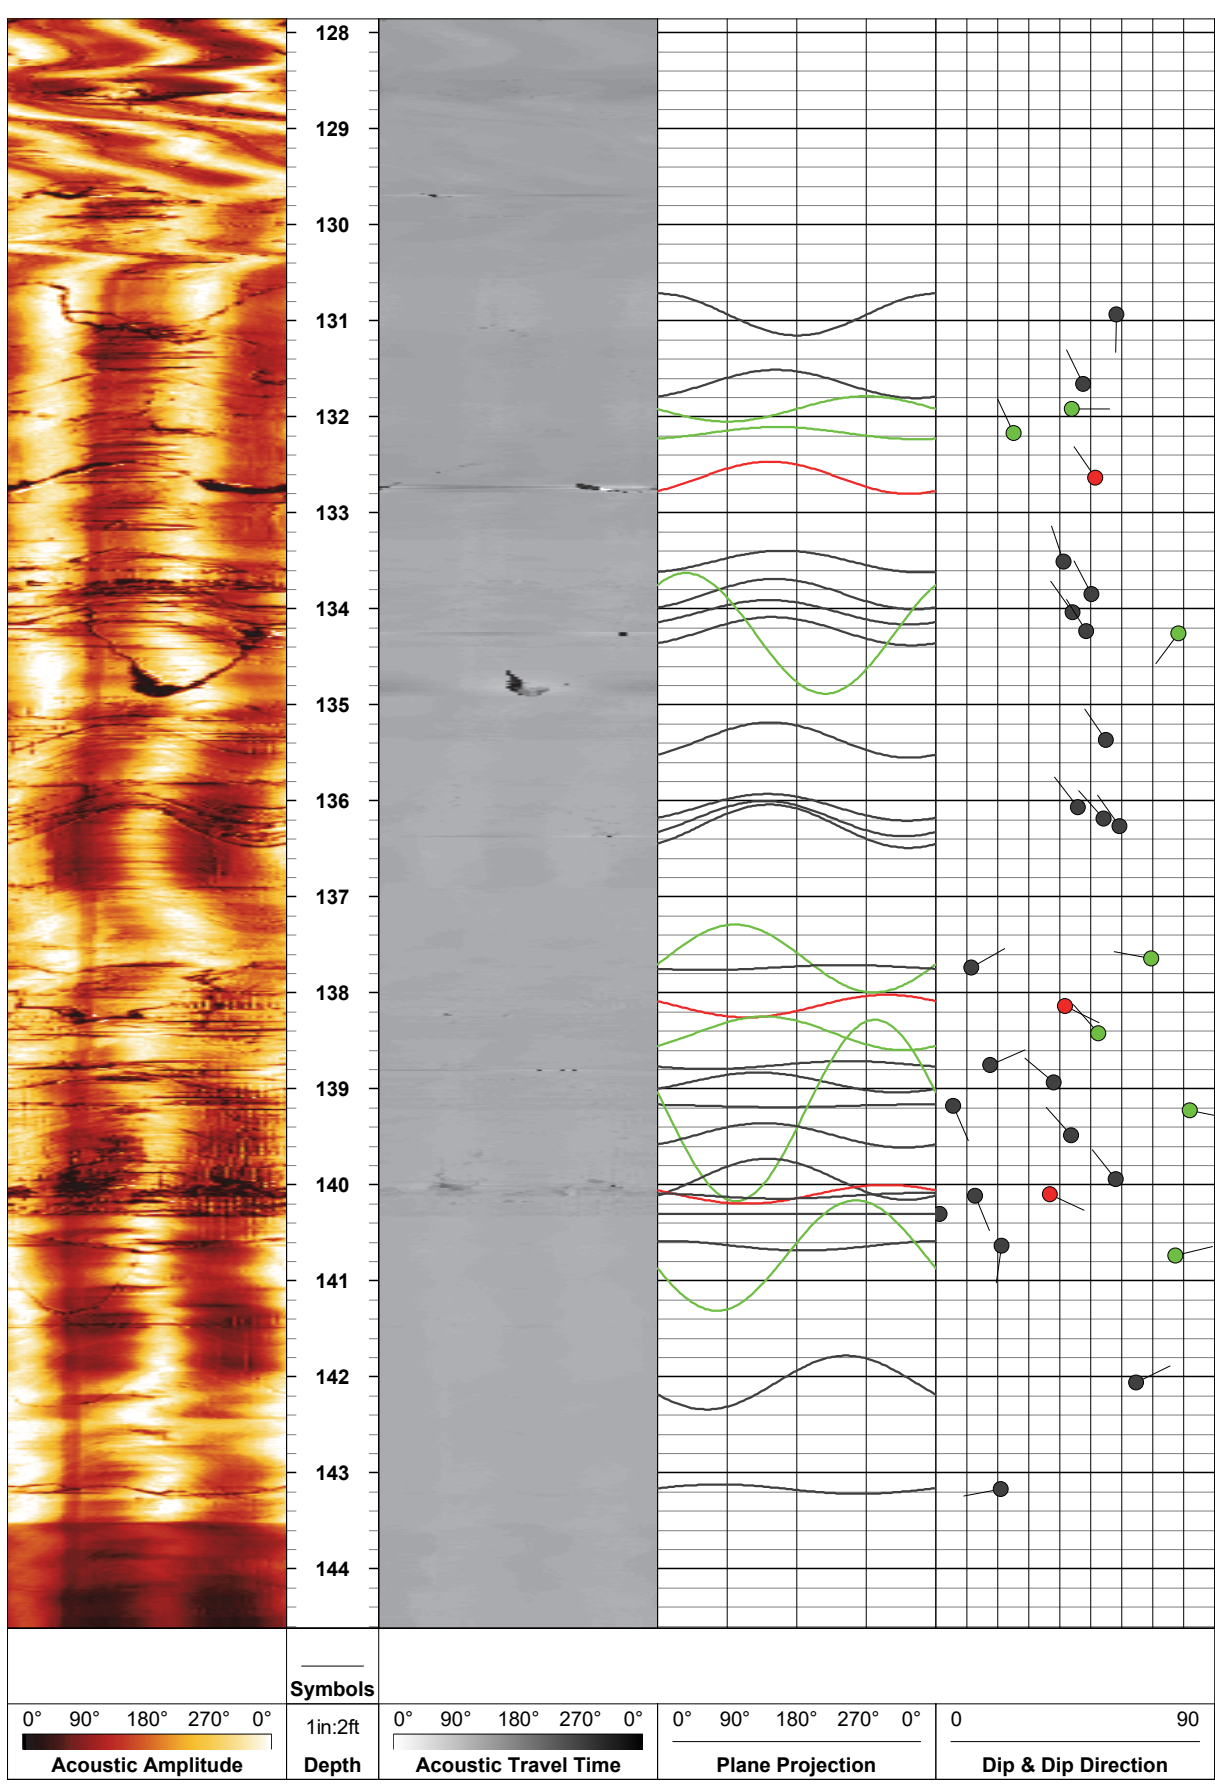 128
129
130
131
132
133
134
135
136
137
138
139
140
141
142
143
144
Symbols
0° 90° 180° 270° 0°
Acoustic Amplitude
1in:2ft
Depth
0° 90° 180° 270° 0°
Acoustic Travel Time
0° 90° 180° 270° 0°
Plane Projection
0 90
Dip & Dip Direction